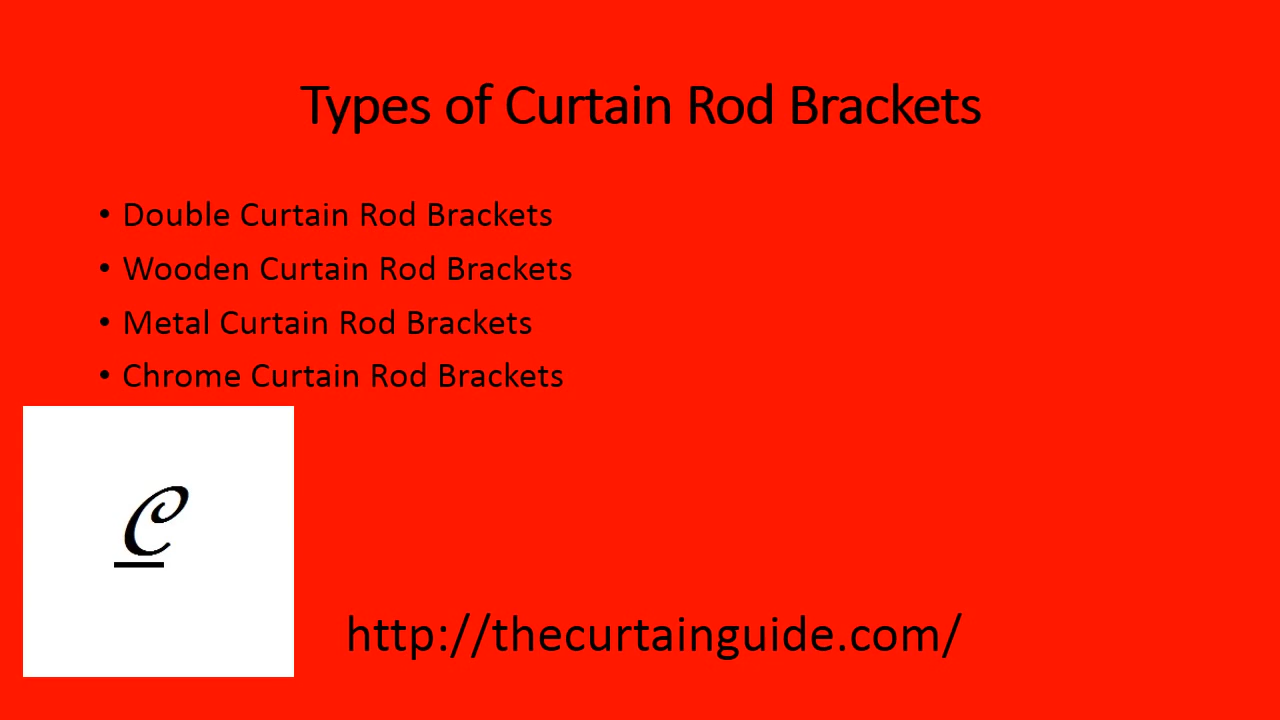 Types of Curtain Rod Brackets
• Double Curtain Rod Brackets
• Wooden Curtain Rod Brackets
• Metal Curtain Rod Brackets
• Chrome Curtain Rod Brackets
C
http://thecurtainguide.com/